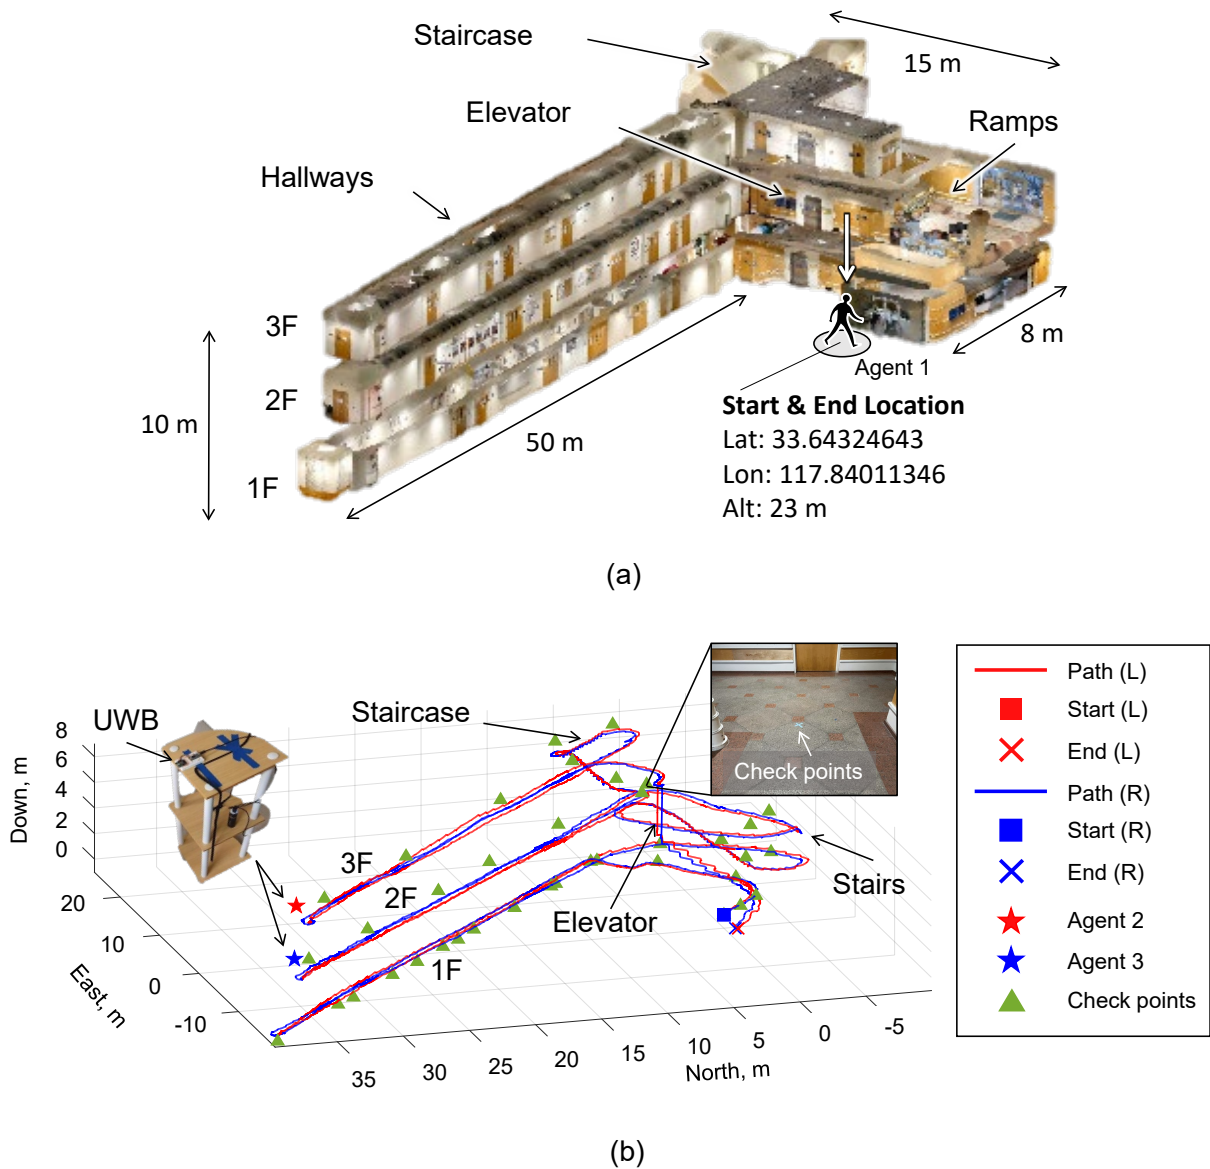 Staircase
15 m
Elevator
Ramps
Hallways
3F
2F
1F
10 m
50 m
8 m
Agent 1
Start & End Location
Lat: 33.64324643
Lon: 117.84011346
Alt: 23 m
(a)
UWB
Staircase
Check points
8
6
4
2
0
Down, m
20
10
0
-10
East, m
3F
2F
1F
Elevator
Stairs
35
30
25
20
15
10
5
0
-5
North, m
Path (L)
Start (L)
End (L)
Path (R)
Start (R)
End (R)
Agent 2
Agent 3
Check points
(b)